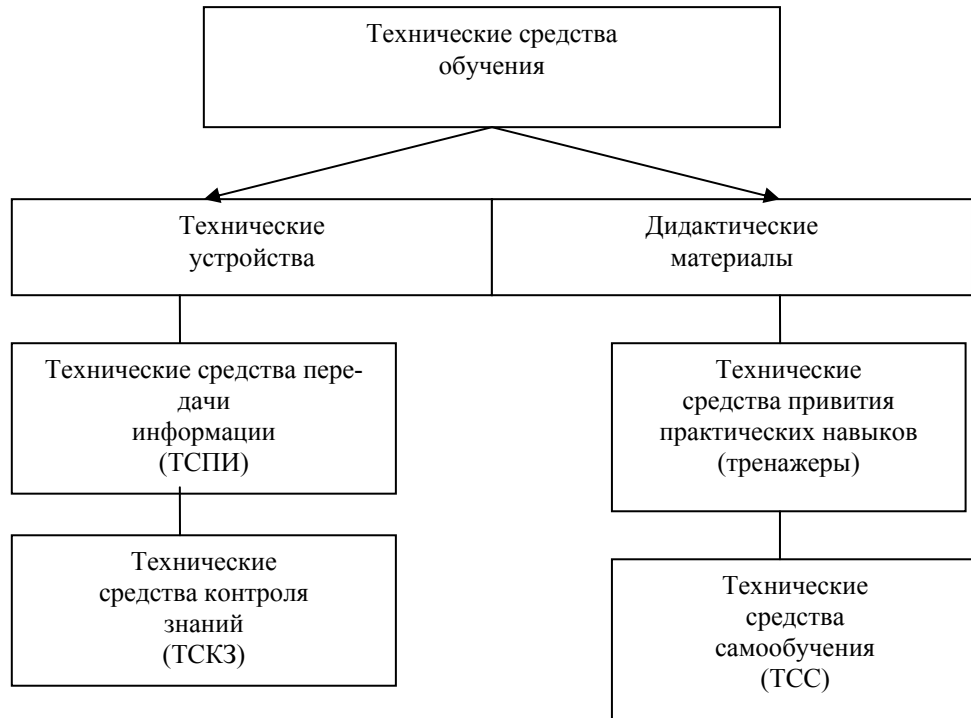 Технические средства
обучения
Технические
устройства
Дидактические
материалы
Технические средства пере-
дачи
информации
(ТСПИ)
Технические
средства привития
практических навыков
(тренажеры)
Технические
средства контроля
знаний
(ТСКЗ)
Технические
средства
самообучения
(ТСС)